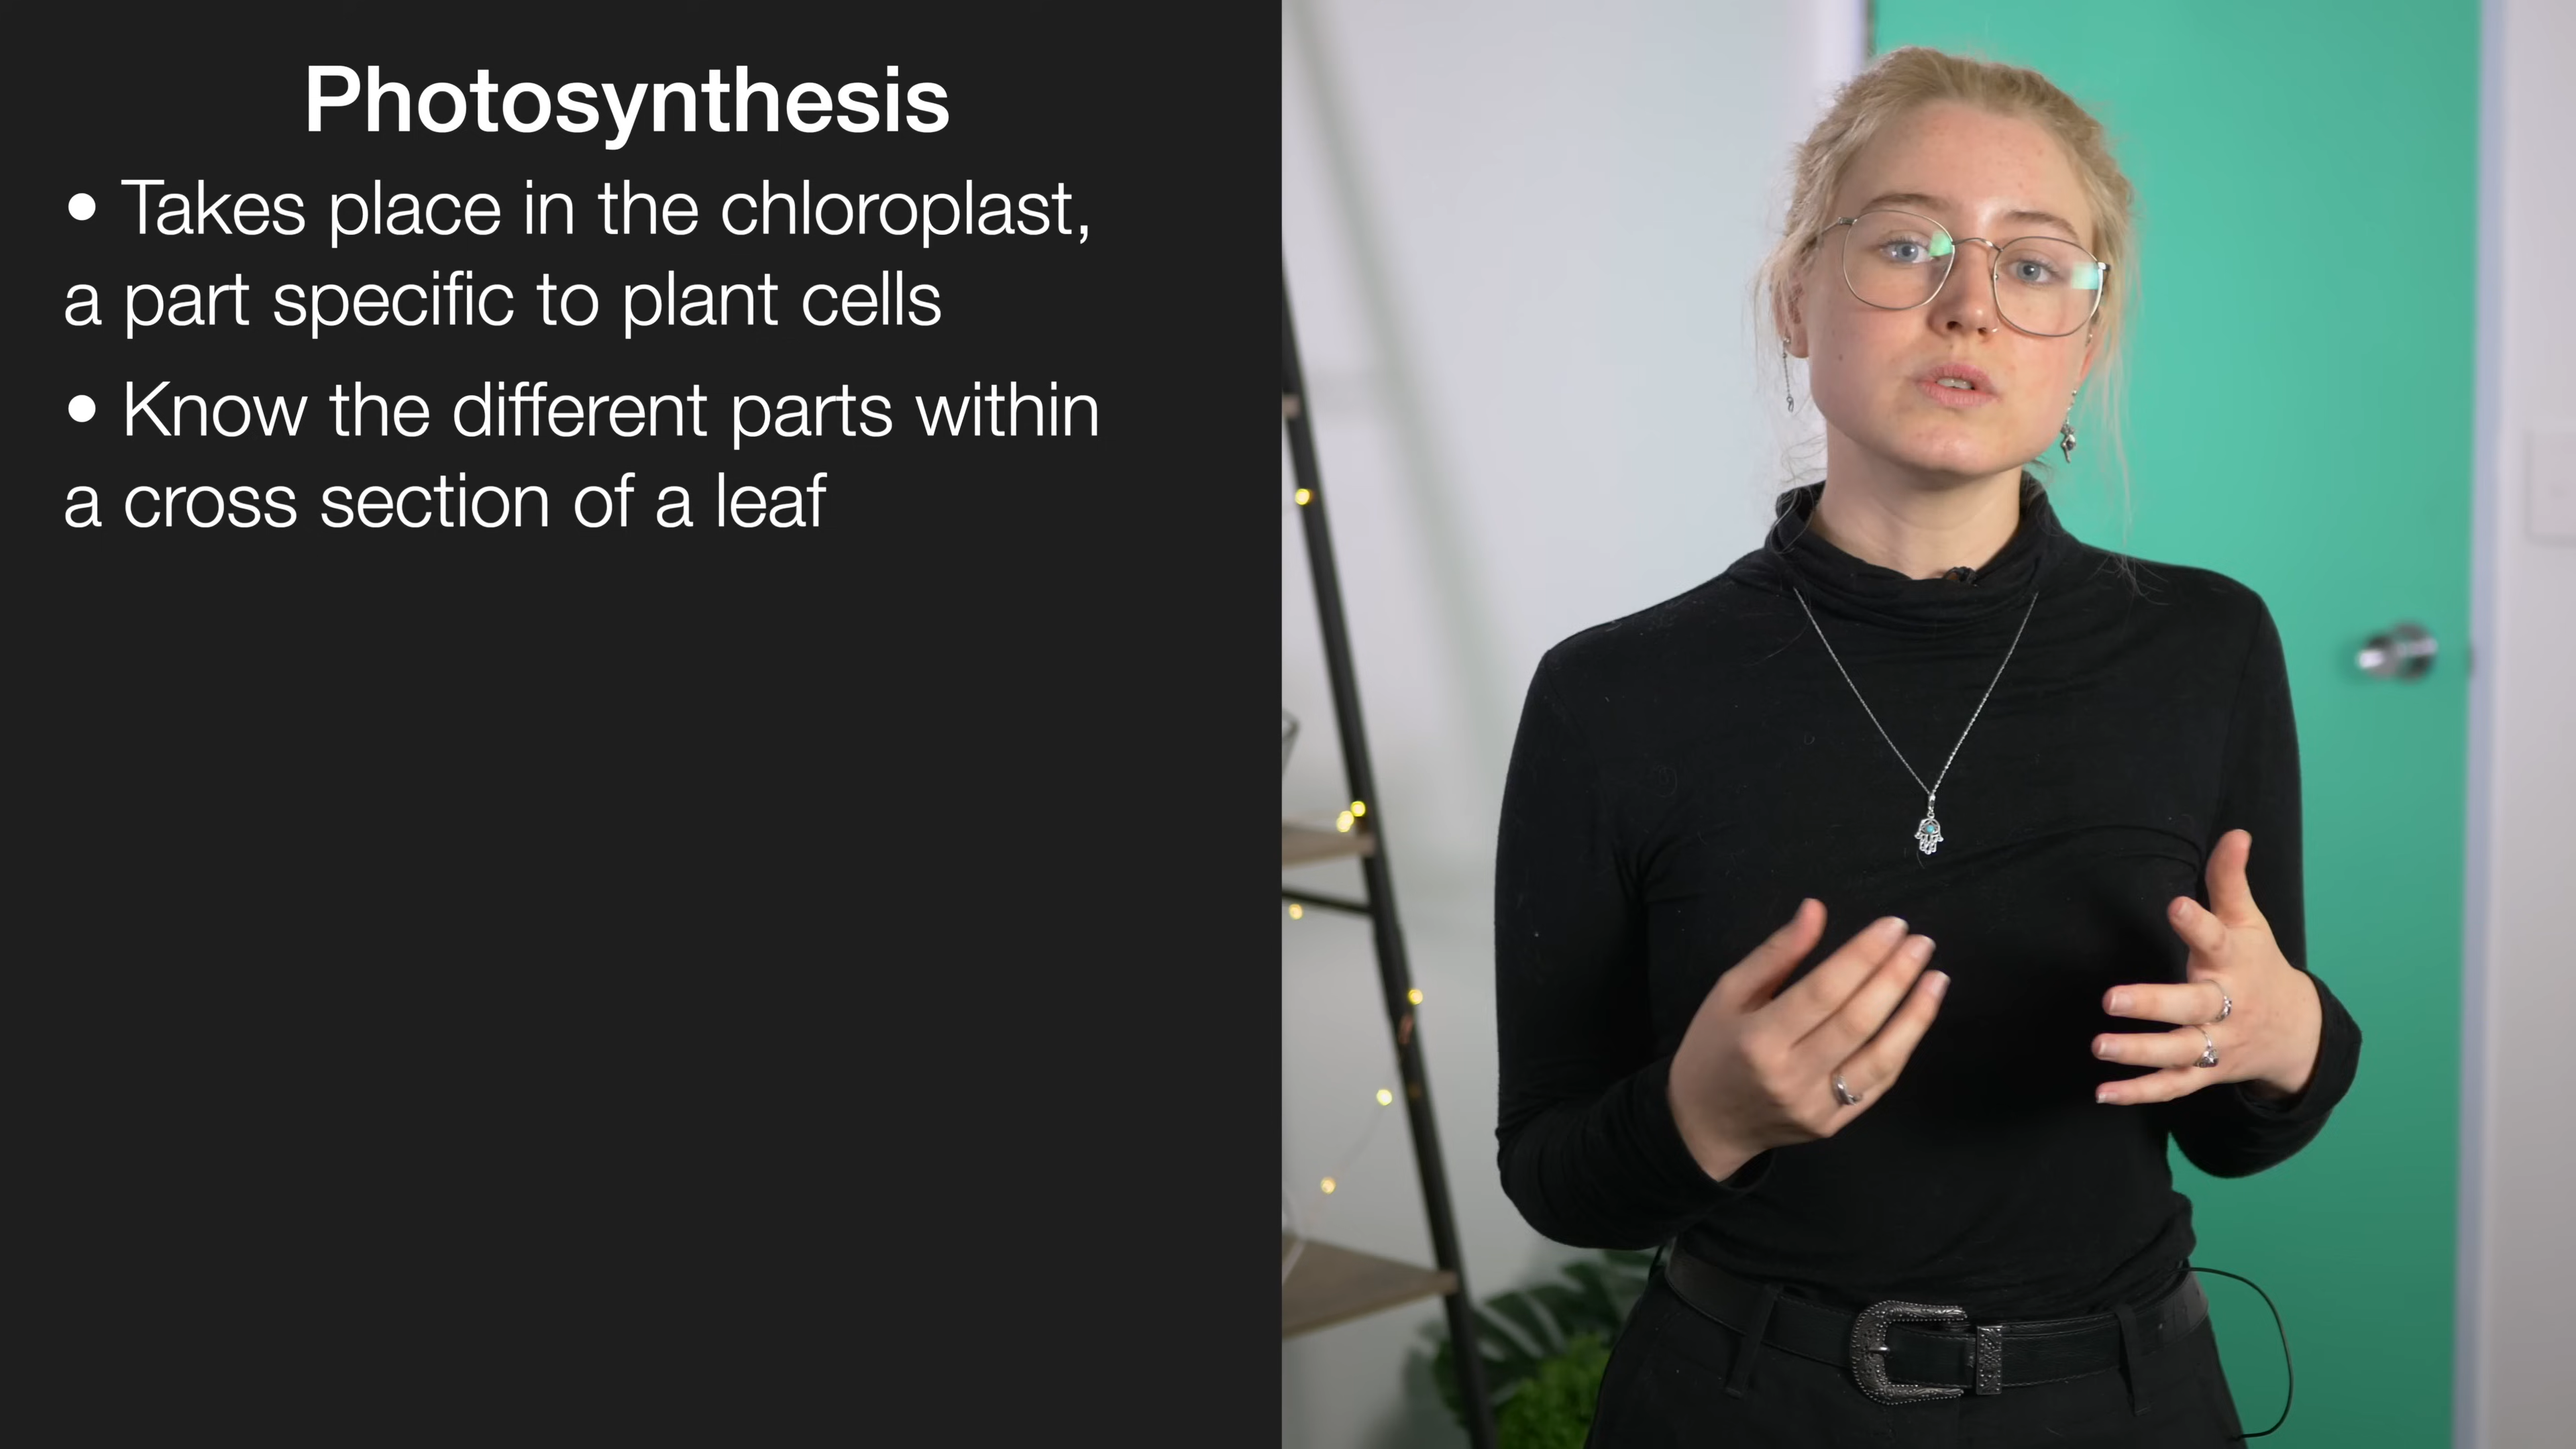 Photosynthesis
• Takes place in the chloroplast,
a part specific to plant cells
• Know the different parts within
a cross section of a leaf